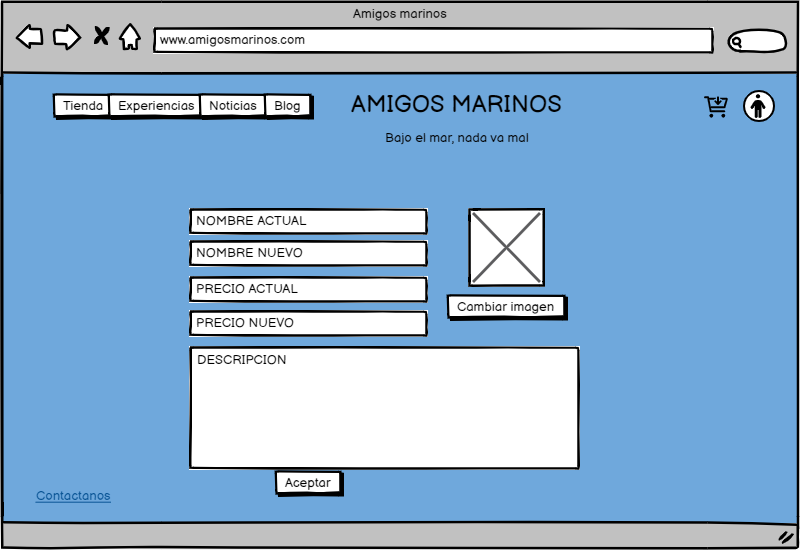 Amigos marinos
www.amigosmarinos.com
Tienda Experiencias Noticias Blog
AMIGOS MARINOS
Bajo el mar, nada va mal
NOMBRE ACTUAL
NOMBRE NUEVO
PRECIO ACTUAL
Cambiar imagen
PRECIO NUEVO
DESCRIPCION
Aceptar
Contactanos